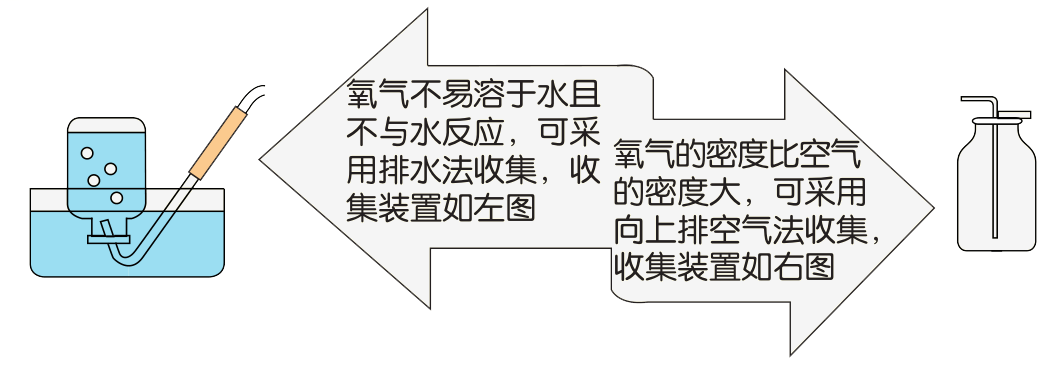 氧气不易溶于水且
不与水反应，可采
用排水法收集，收
集装置如左图
氧气的密度比空气
的密度大，可采用
向上排空气法收集，
收集装置如右图